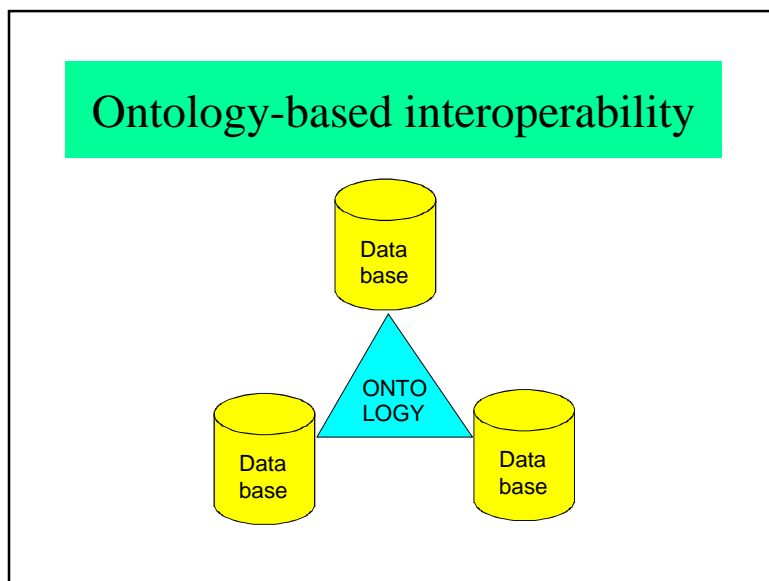 Ontology-based interoperability
Data
base
ONTO
LOGY
Data
base
Data
base